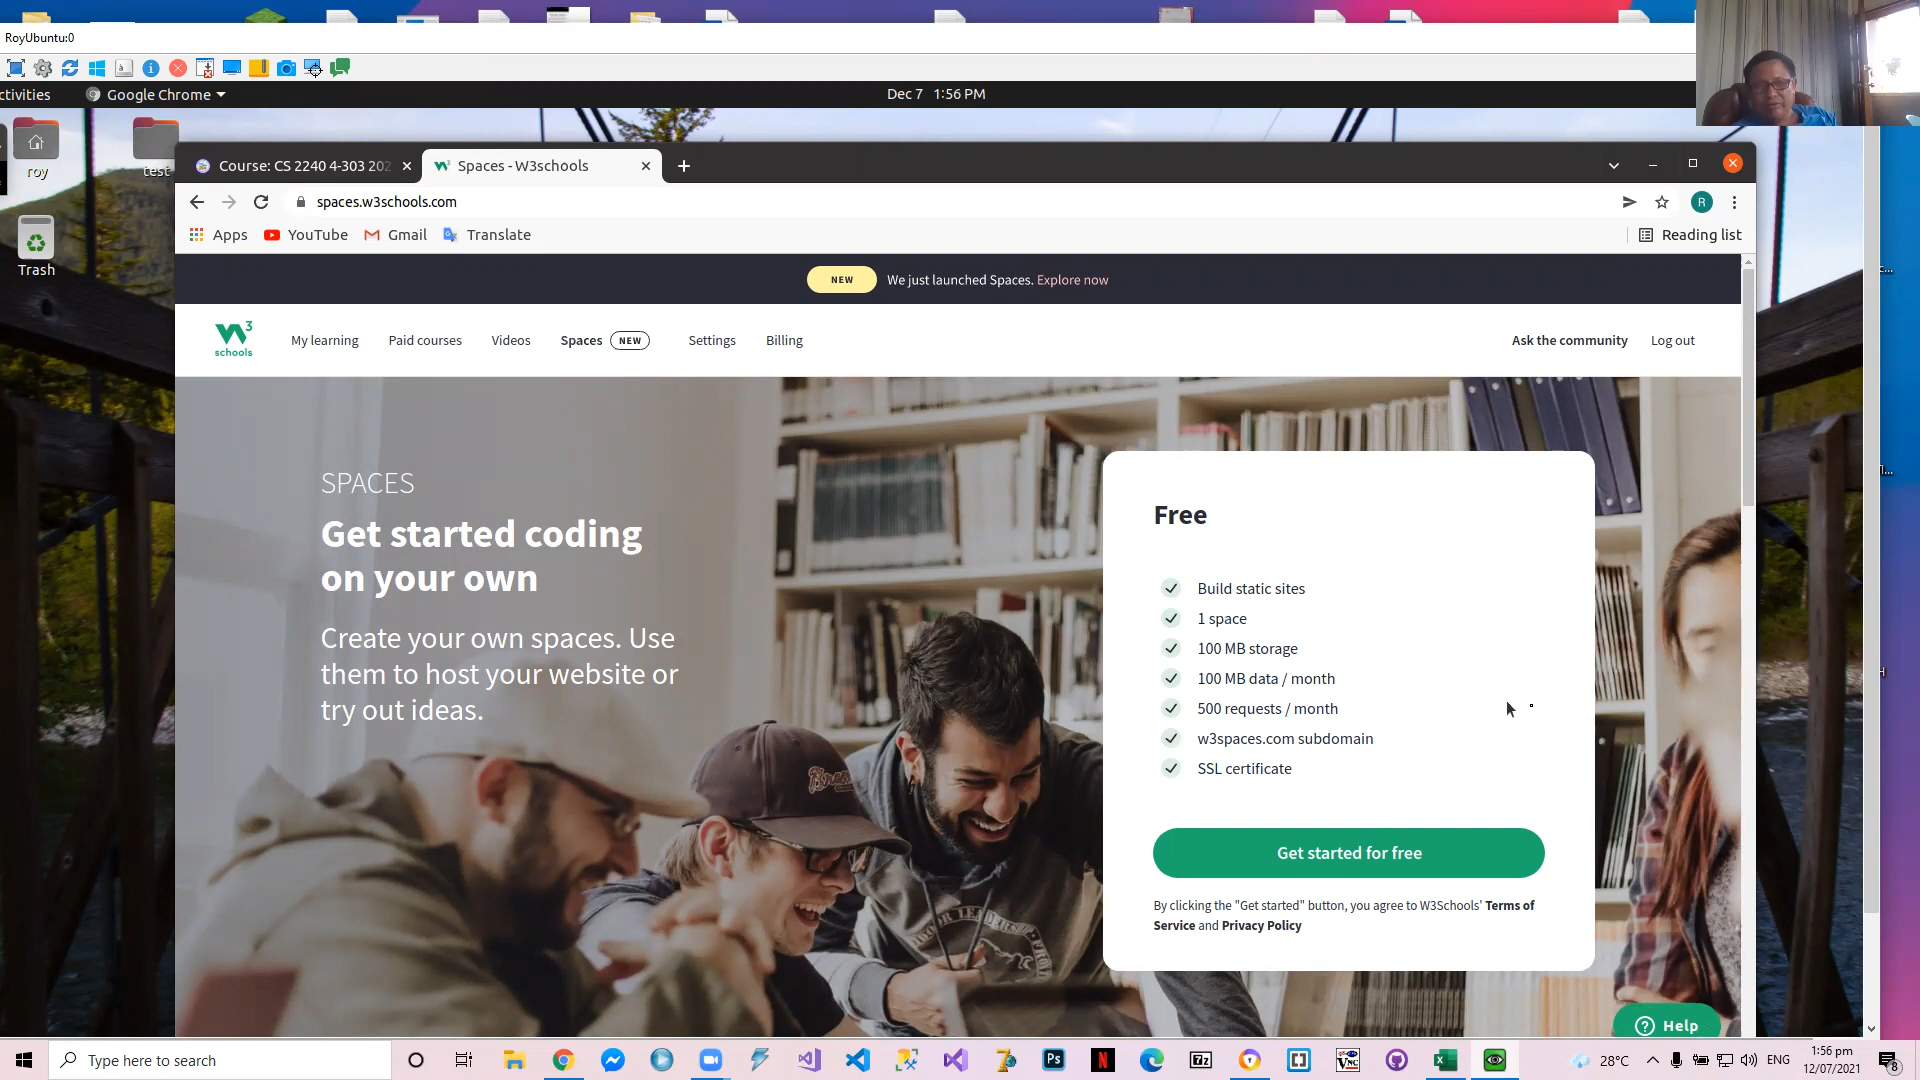 RoyUbuntu:0
ctivities
Google Chrome
Dec 7 1:56 PM
roy
test
Trash
Course: CS 2240 4-303 202
Spaces - W3schools
spaces.w3schools.com
R
Apps
YouTube
Gmail
Translate
Reading list
NEW
We just launched Spaces. Explore now
W3
schools
My learning
Paid courses
Videos
Spaces NEW
Settings
Billing
Ask the community
Log out
SPACES
Get started coding
on your own
Create your own spaces. Use
them to host your website or
try out ideas.
Free
Build static sites
1 space
100 MB storage
100 MB data / month
500 requests / month
w3spaces.com subdomain
SSL certificate
Get started for free
By clicking the "Get started" button, you agree to W3Schools' Terms of
Service and Privacy Policy
Help
Type here to search
Ps
N
7z
28°C
ENG
1:56 pm
12/07/2021
8